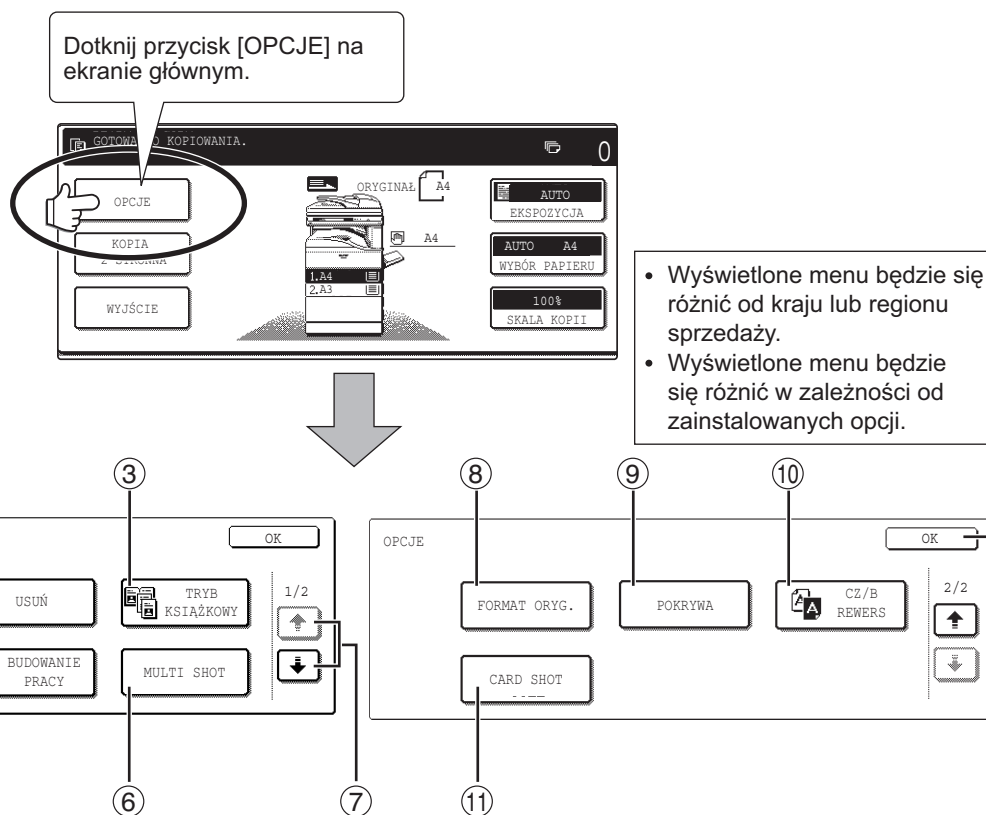 Dotknij przycisk [OPCJE] na
ekranie głównym.
KOPIOWANIA.
0
OPCJE
ORYGINAŁ A4
AUTO
EKSPOZYCJA
KOPIA
A4
AUTO A4
WYBÓR PAPIERU
1.A4
2.A3
WYJŚCIE
100%
SKALA KOPII
• Wyświetlone menu będzie się
różnić od kraju lub regionu
sprzedaży.
• Wyświetlone menu będzie
się różnić w zależności od
zainstalowanych opcji.
3
OK
USUŃ
TRYB
KSIĄŻKOWY
1/2
BUDOWANIE
PRACY
MULTI SHOT
6
7
8
9
10
OPCJE
OK
FORMAT ORYG.
POKRYWA
A
A
CZ/B
REWERS
2/2
CARD SHOT
11